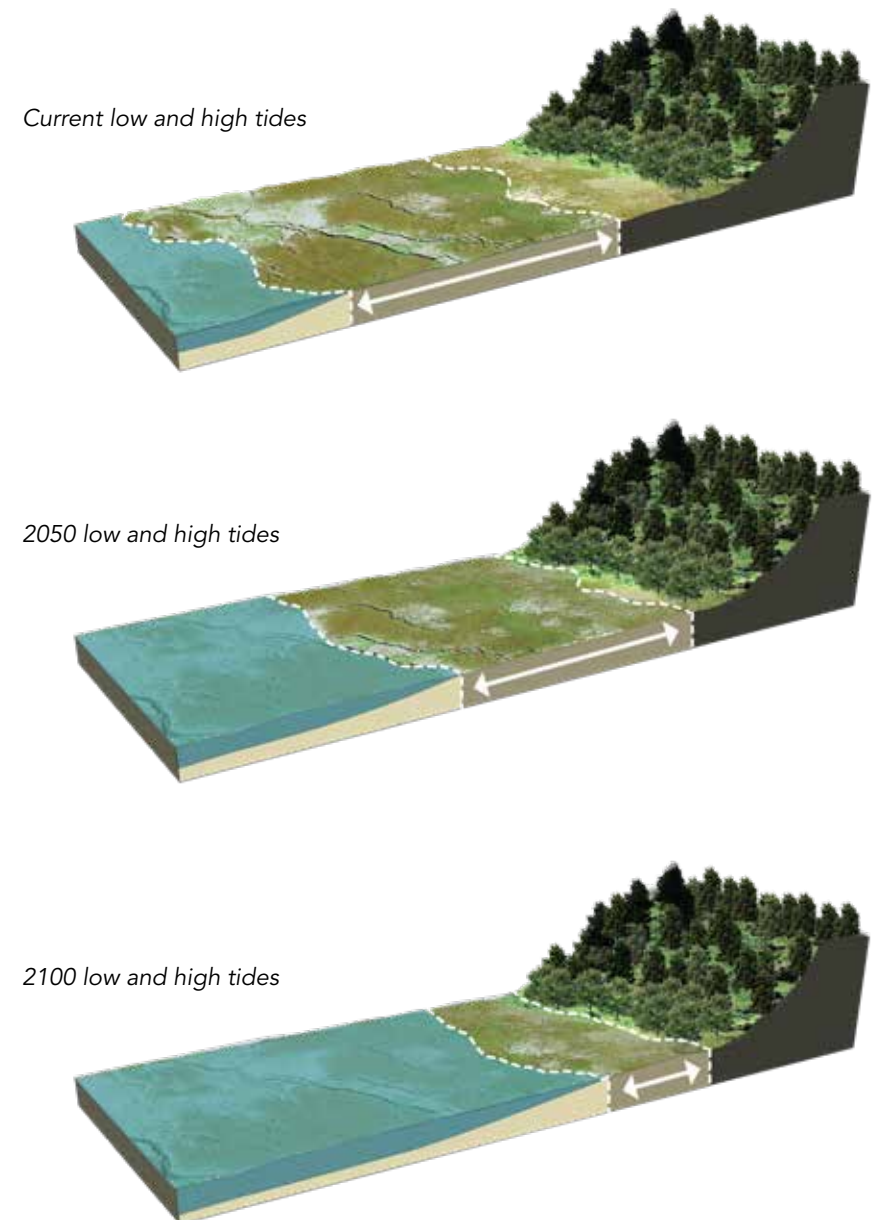 Current low and high tides
2050 low and high tides
2100 low and high tides